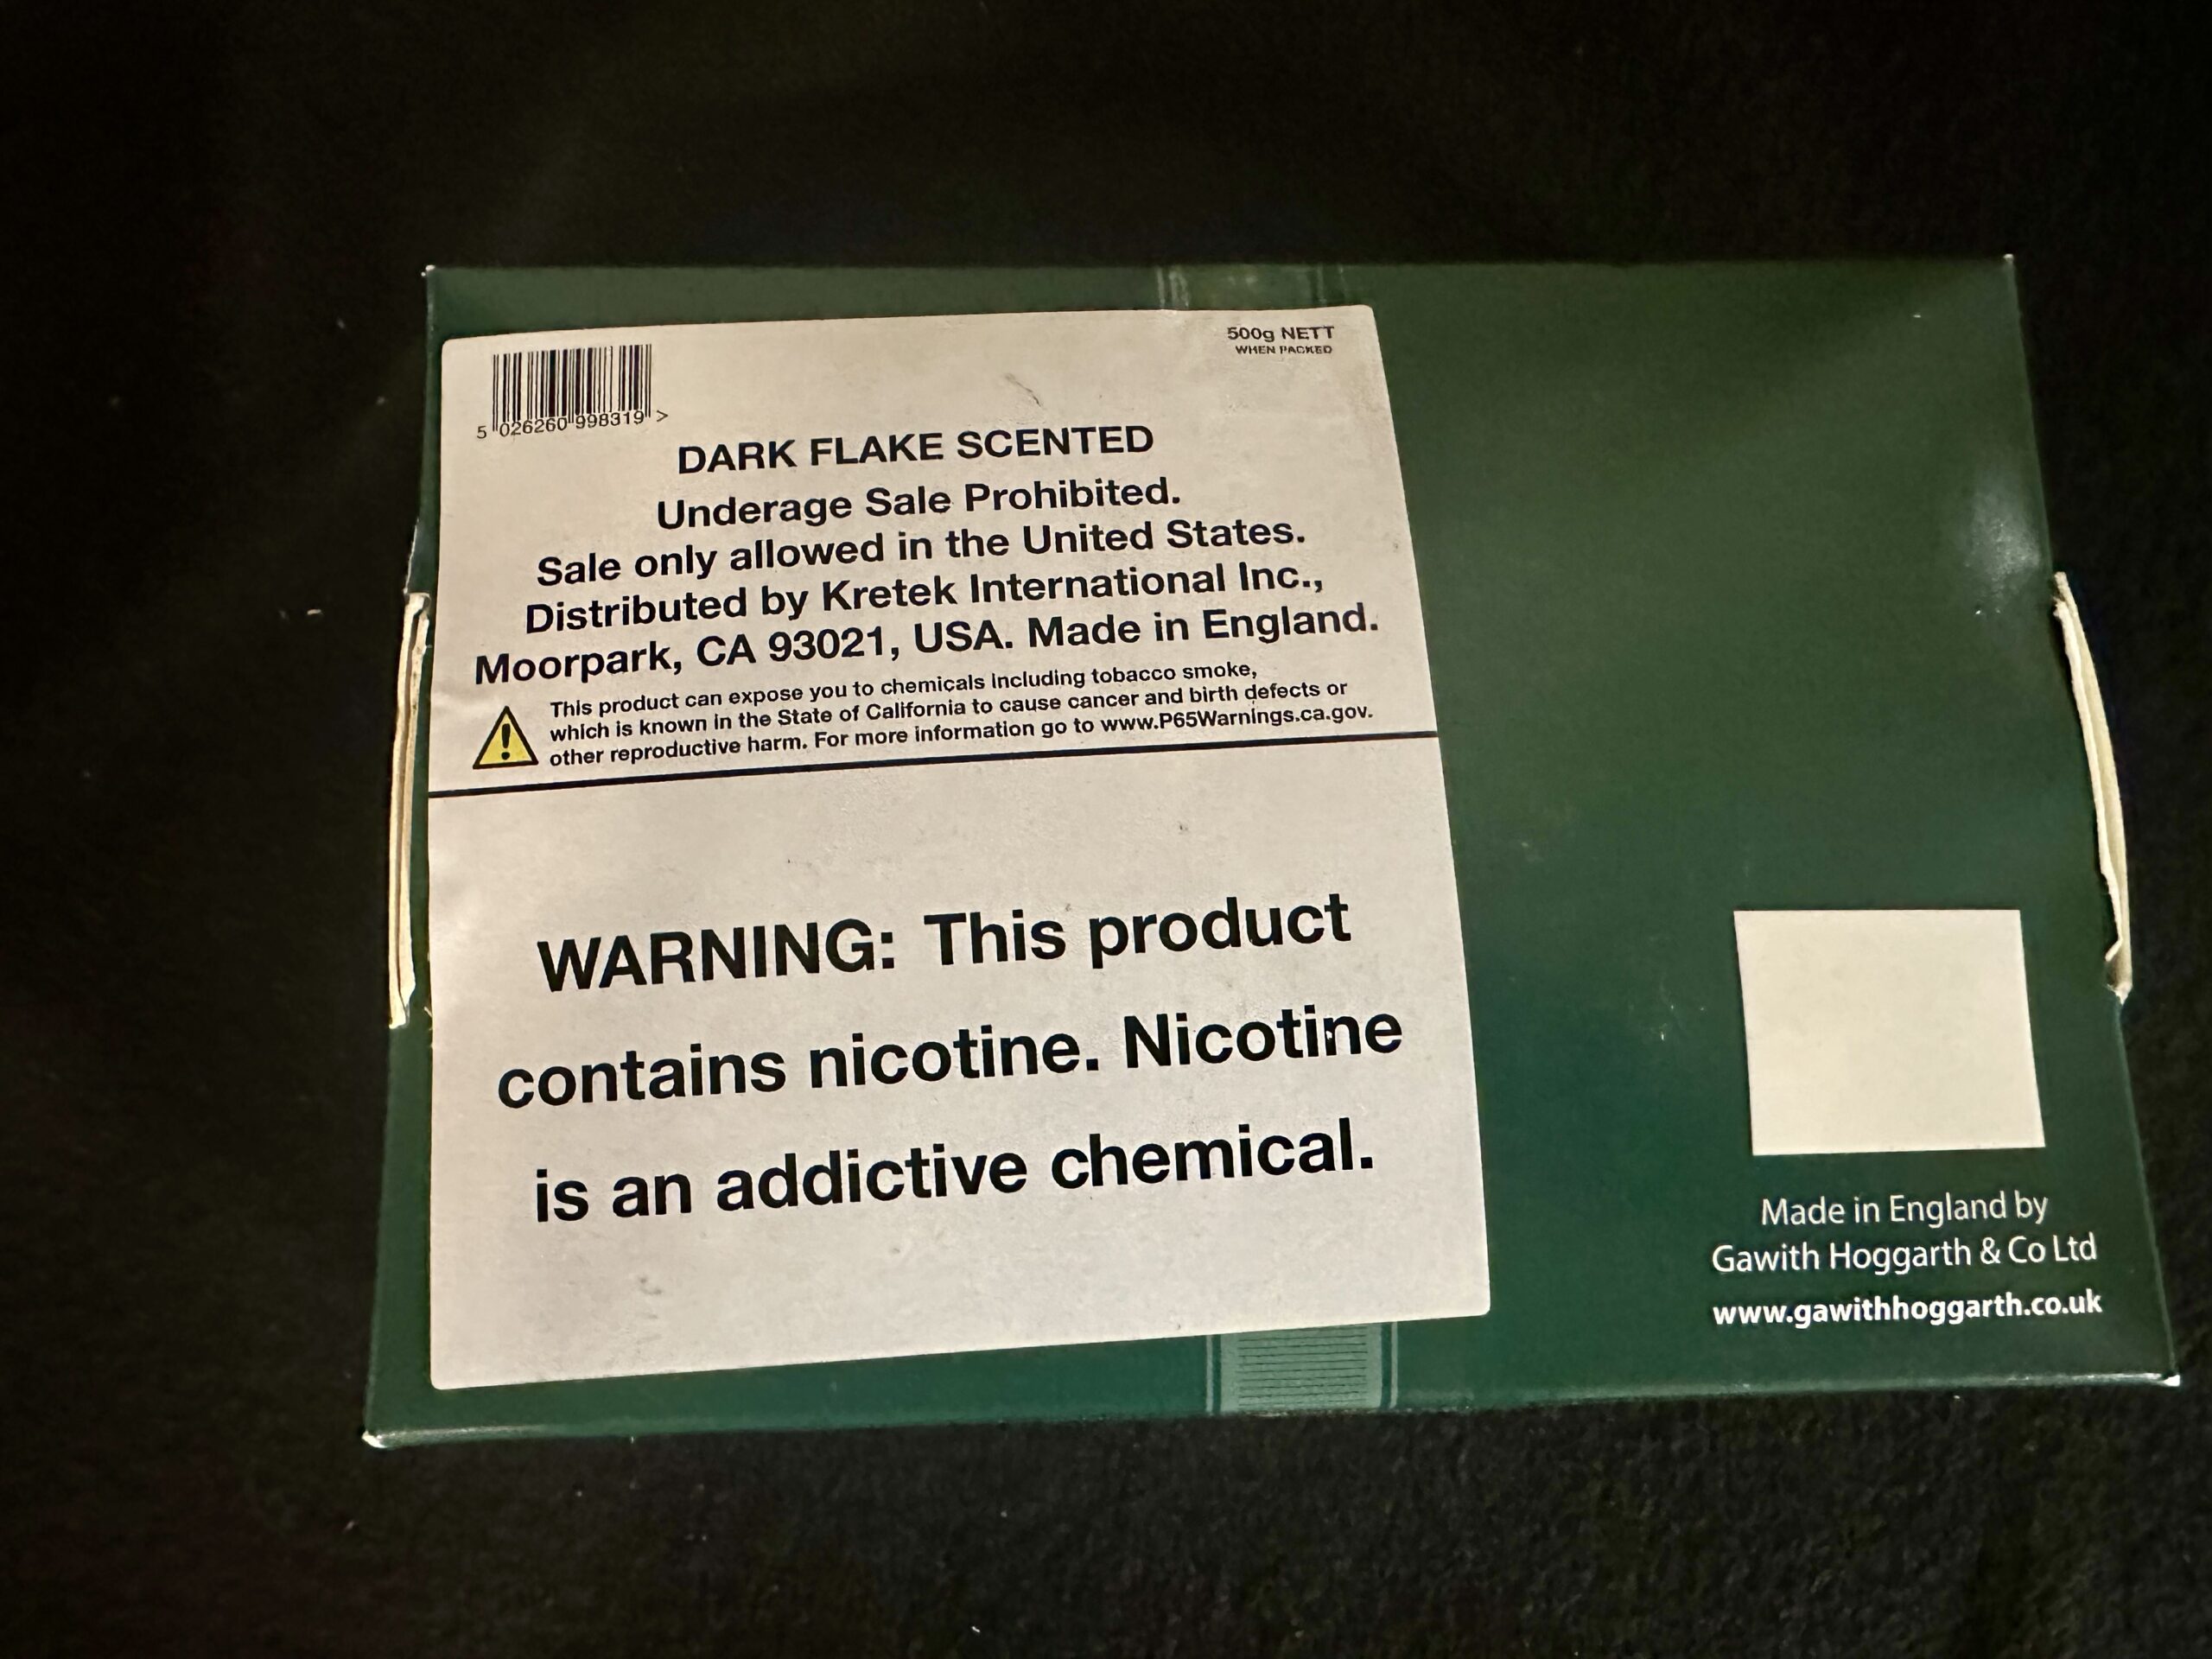 500g NETT
WHEN PACKED
5 026260 998319 >
DARK FLAKE SCENTED
Underage Sale Prohibited.
Sale only allowed in the United States.
Distributed by Kretek International Inc.,
Moorpark, CA 93021, USA. Made in England.
This product can expose you to chemicals including tobacco smoke,
which is known in the State of California to cause cancer and birth defects or
other reproductive harm. For more information go to www.P65Warnings.ca.gov.
WARNING: This product
contains nicotine. Nicotine
is an addictive chemical.
Made in England by
Gawith Hoggarth & Co Ltd
www.gawithhoggarth.co.uk